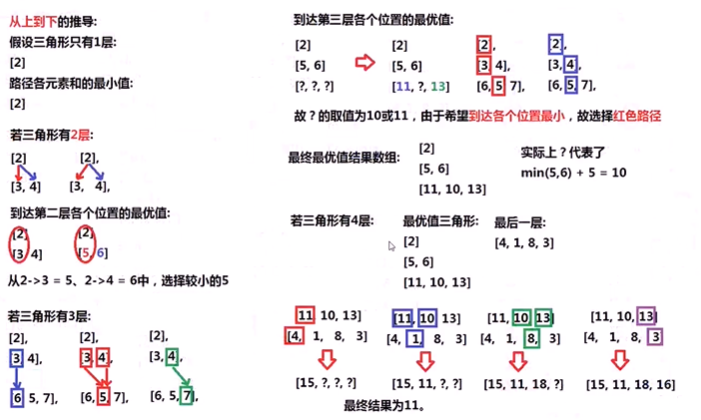 从上到下的推导:
假设三角形只有1层:
[2]
路径各元素和的最小值:
[2]
若三角形有2层:
[2] [2],
[3, 4] [3, 4],
到达第二层各个位置的最优值:
[2] [2]
[3 4] [5, 6]
从2->3 = 5、2->4 = 6中，选择较小的5
若三角形有3层:
[2], [2], [2],
3 4], 3 4], [3, 4,
6 5, 7], [6, 5 7], [6, 5, 7],
到达第三层各个位置的最优值:
[2] [2] 2, 2,
[5, 6] [5, 6] 3 4], [3, 4,
[?, ?, ?] [11, ?, 13] [6, 5 7], [6, 5, 7],
故？的取值为10或11，由于希望到达各个位置最小，故选择红色路径
最终最优值结果数组:
[2]
[5, 6]
[11, 10, 13]
实际上？代表了
min(5,6) + 5 = 10
若三角形有4层:
最优值三角形:
[2]
[5, 6]
[11, 10, 13]
最后一层:
[4, 1, 8, 3]
11 10, 13] [11, 10 13] [11, 10 13] [11, 10, 13]
[4, 1, 8, 3] [4, 1, 8, 3] [4, 1, 8, 3] [4, 1, 8, 3
[15, ?, ?, ?] [15, 11, ?, ?] [15, 11, 18, ?] [15, 11, 18, 16]
最终结果为11。